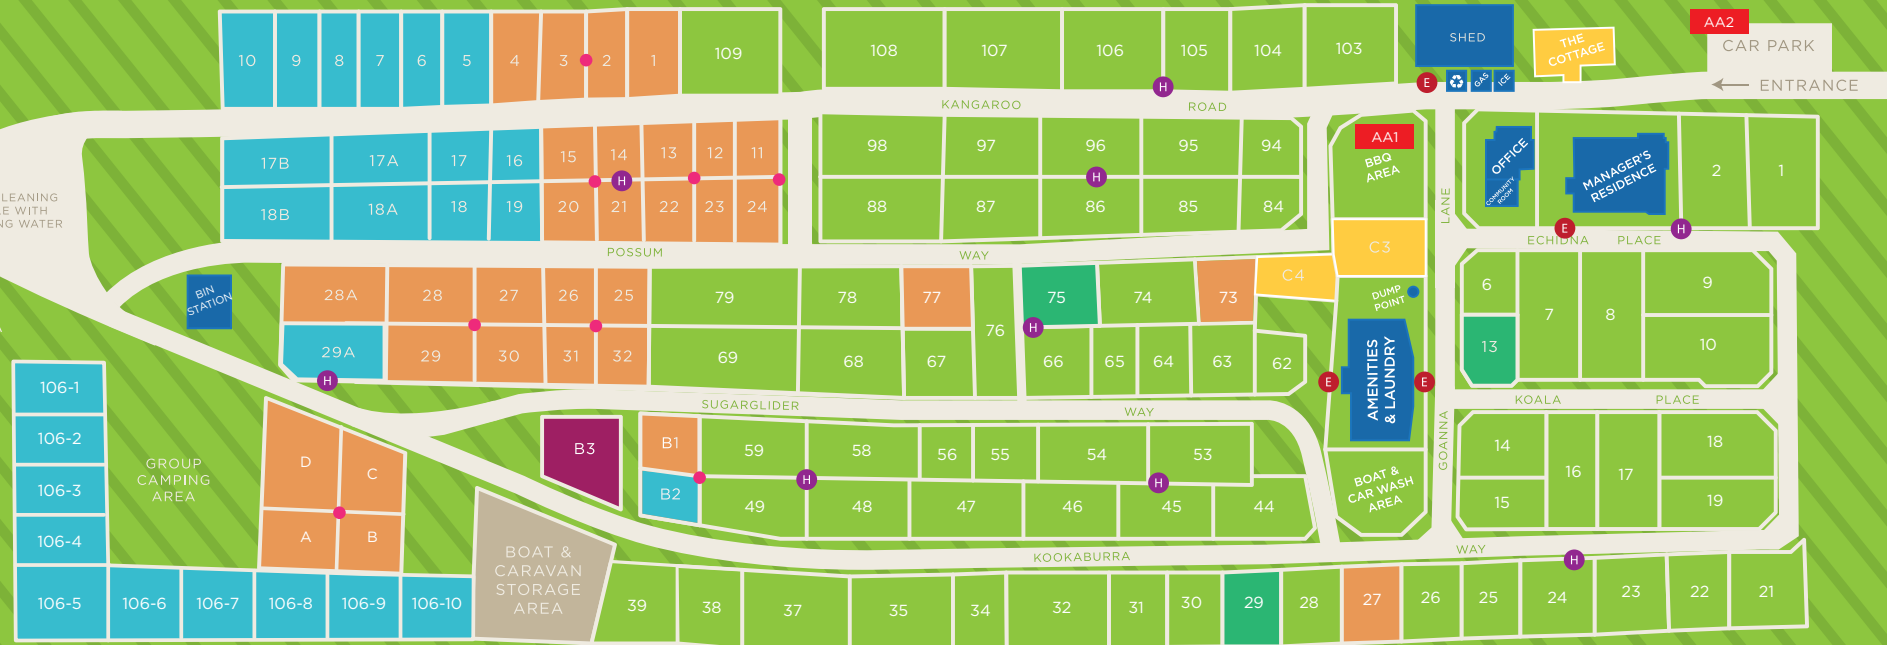 10
9
8
7
6
5
4
3
2
1
109
108
107
106
105
104
103
SHED
THE
COTTAGE
AA2
CAR PARK
E
GAS
ICE
ENTRANCE
H
KANGAROO
ROAD
17B
17A
17
16
15
14
13
12
11
98
97
96
95
94
AA1
BBQ
AREA
OFFICE
COMMUNITY
ROOM
MANAGER'S
RESIDENCE
2
1
H
H
18B
18A
18
19
20
21
22
23
24
88
87
86
85
84
LANE
LEANING
E WITH
NG WATER
E
H
ECHIDNA
PLACE
POSSUM
WAY
C3
C4
BIN
STATION
28A
28
27
26
25
79
78
77
76
75
74
73
DUMP
POINT
6
7
8
9
H
29A
29
30
31
32
69
68
67
66
65
64
63
62
AMENITIES
& LAUNDRY
13
10
H
E
E
106-1
SUGARGLIDER
WAY
KOALA
PLACE
GOANNA
106-2
106-3
106-4
GROUP
CAMPING
AREA
D
C
A
B
B3
B1
B2
59
58
56
55
54
53
H
H
49
48
47
46
45
44
BOAT &
CAR WASH
AREA
14
15
16
17
18
19
KOOKABURRA
WAY
H
BOAT &
CARAVAN
STORAGE
AREA
106-5
106-6
106-7
106-8
106-9
106-10
39
38
37
35
34
32
31
30
29
28
27
26
25
24
23
22
21